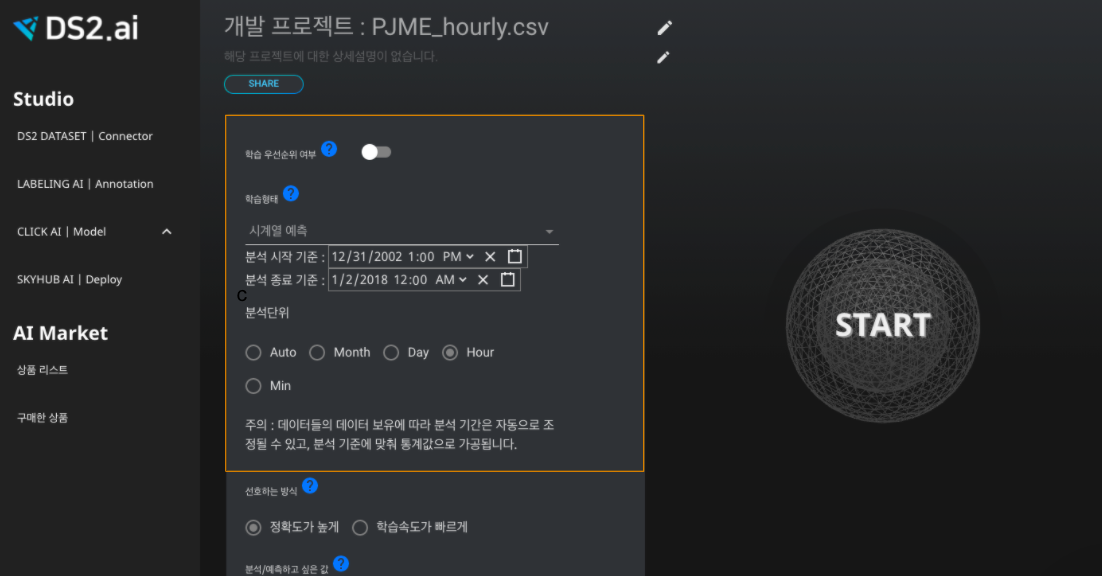 DS2.ai
Studio
DS2 DATASET | Connector
LABELING AI | Annotation
CLICK AI | Model
SKYHUB AI | Deploy
AI Market
상품 리스트
구매한 상품
개발 프로젝트 : PJME_hourly.csv
해당 프로젝트에 대한 상세설명이 없습니다.
SHARE
학습 우선순위 여부 ?
학습형태 ?
시계열 예측
분석 시작 기준 : 12/31/2002 1:00 PM
분석 종료 기준 : 1/2/2018 12:00 AM
C
분석단위
Auto Month Day Hour
Min
주의 : 데이터들의 데이터 보유에 따라 분석 기간은 자동으로 조
정될 수 있고, 분석 기준에 맞춰 통계값으로 가공됩니다.
선호하는 방식 ?
정확도가 높게 학습속도가 빠르게
분석/예측하고 싶은 값 ?
START